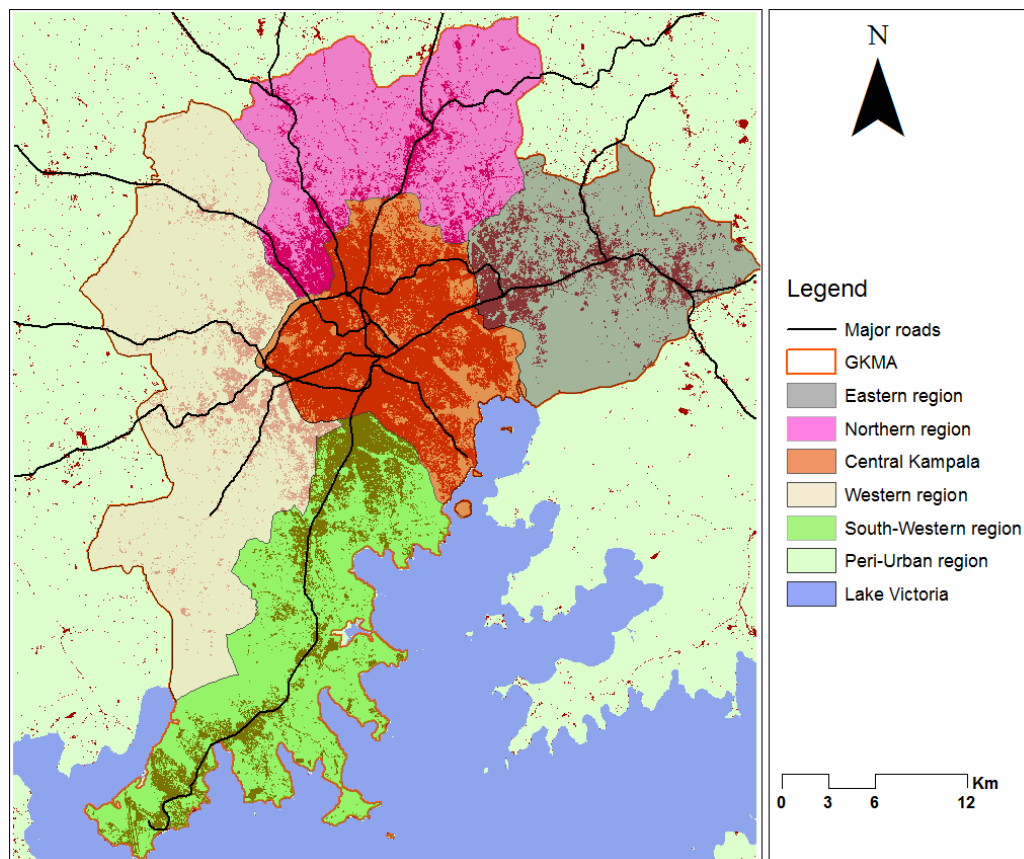 N
Legend
Major roads
GKMA
Eastern region
Northern region
Central Kampala
Western region
South-Western region
Peri-Urban region
Lake Victoria
Km
0 3 6 12